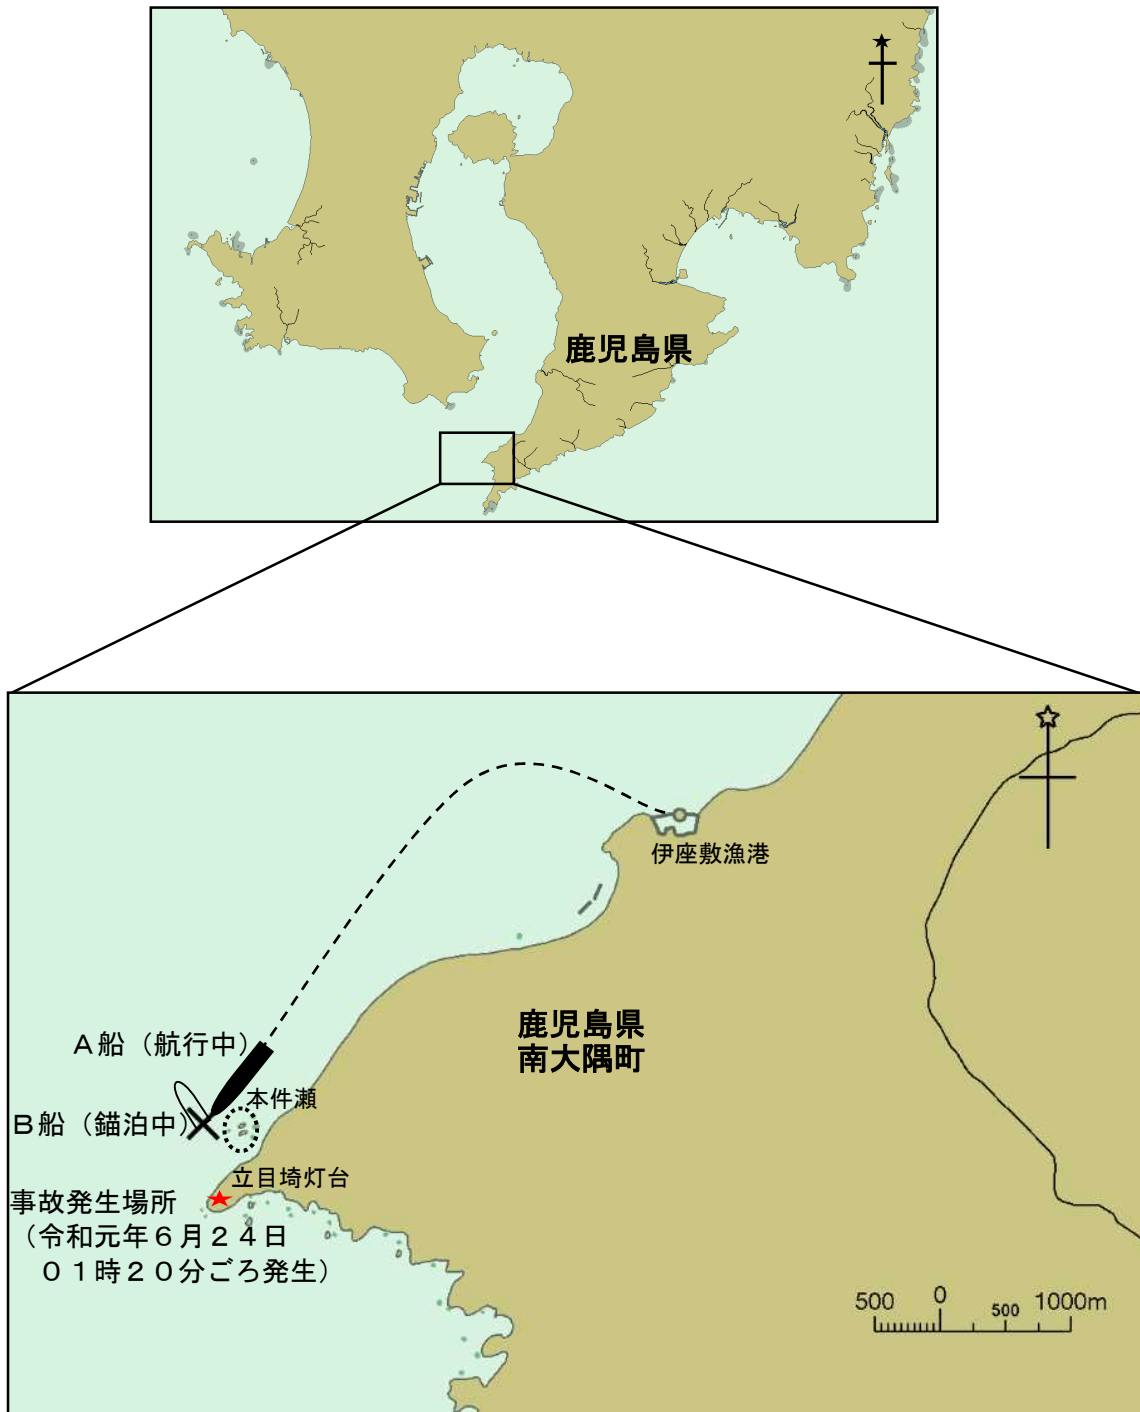 鹿児島県
伊座敷漁港
鹿児島県
南大隅町
A船（航行中）
本件瀬
B船（錨泊中）
立目埼灯台
事故発生場所
（令和元年６月２４日
０１時２０分ごろ発生）
500 0 500 1000m